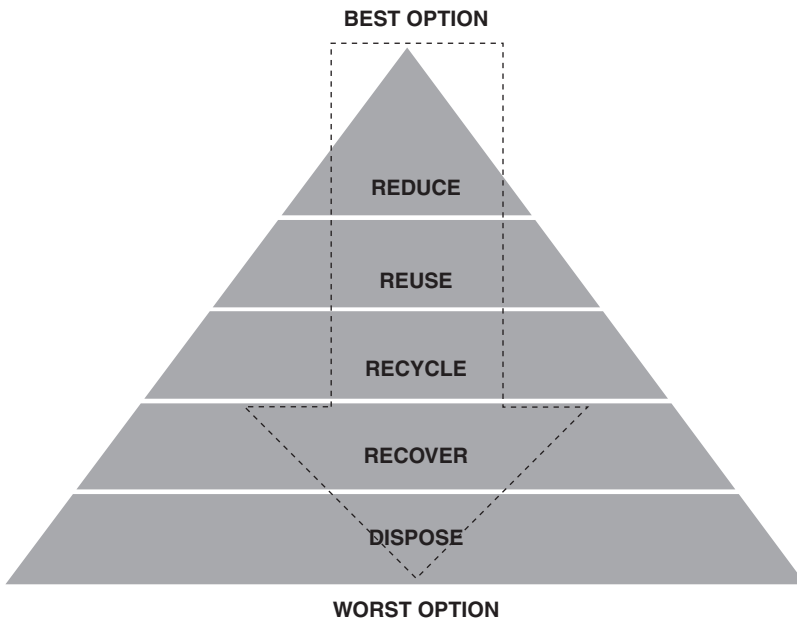 BEST OPTION
REDUCE
REUSE
RECYCLE
RECOVER
DISPOSE
WORST OPTION